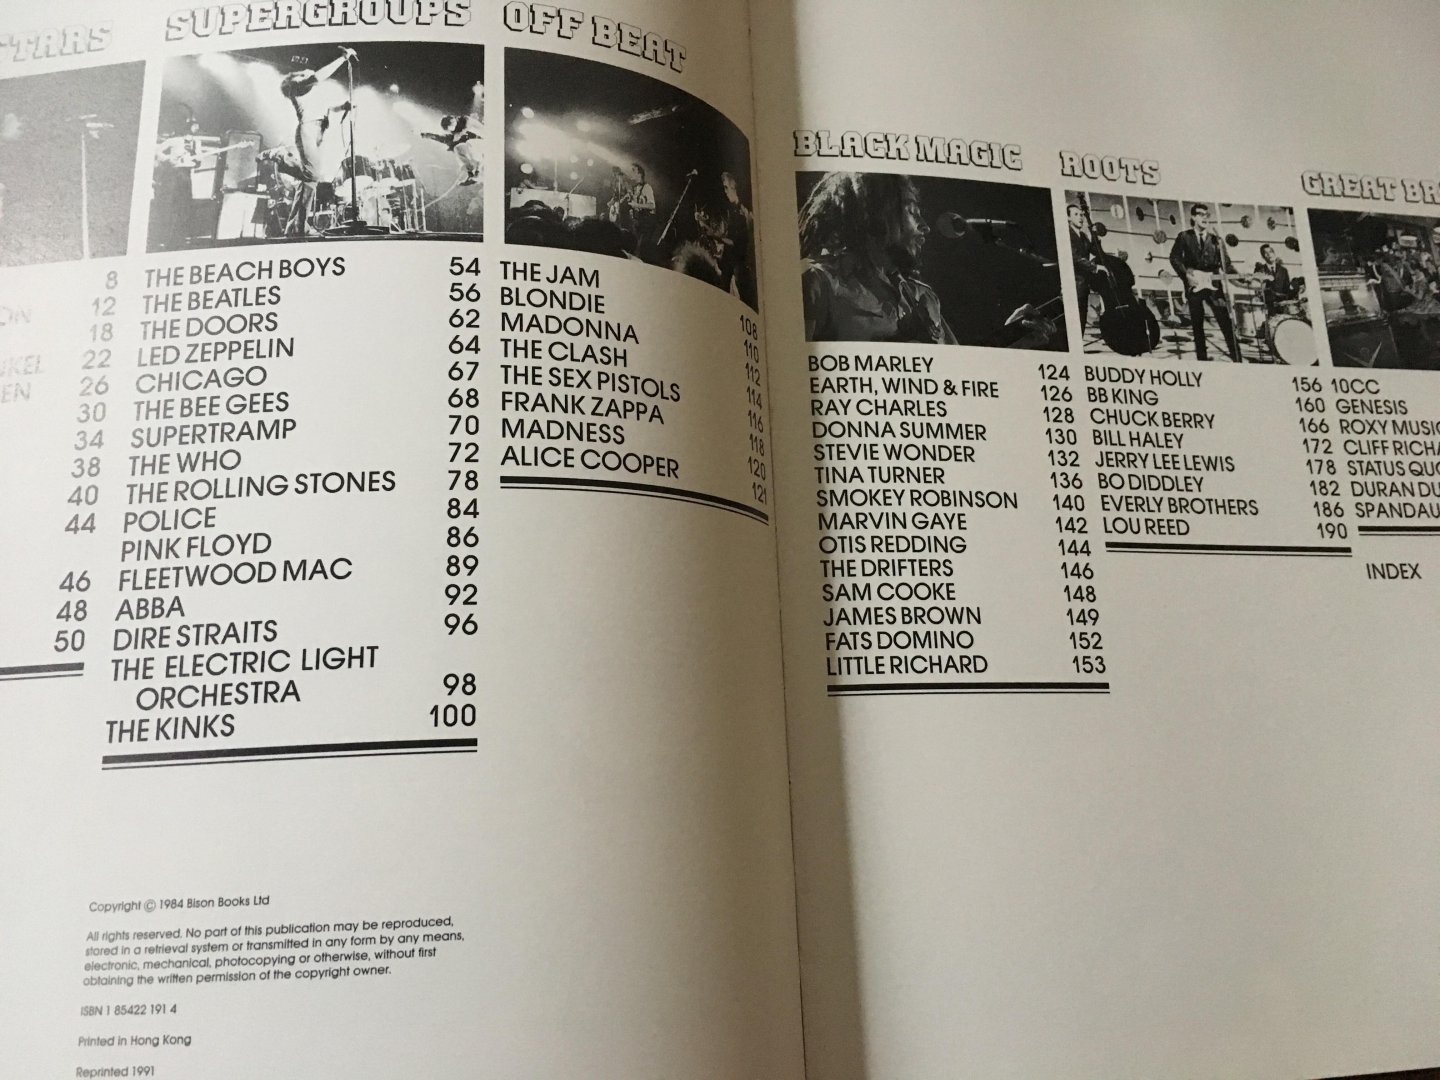 SUPERGROUPS
THE BEACH BOYS 54
THE BEATLES 56
THE DOORS 62
LED ZEPPELIN 64
CHICAGO 67
THE BEE GEES 68
SUPERTRAMP 70
THE WHO 72
THE ROLLING STONES 78
POLICE 84
PINK FLOYD 86
FLEETWOOD MAC 89
ABBA 92
DIRE STRAITS 96
THE ELECTRIC LIGHT
ORCHESTRA 98
THE KINKS 100
8
12
18
22
26
30
34
38
40
44
46
48
50
OFF BEAT
THE JAM 108
BLONDIE 110
MADONNA 112
THE CLASH 114
THE SEX PISTOLS 116
FRANK ZAPPA 118
MADNESS 120
ALICE COOPER 121
Copyright © 1984 Bison Books Ltd
All rights reserved. No part of this publication may be reproduced,
stored in a retrieval system or transmitted in any form by any means,
electronic, mechanical, photocopying or otherwise, without first
obtaining the written permission of the copyright owner.
ISBN 1 85422 191 4
Printed in Hong Kong
Reprinted 1991
BLACK MAGIC
BOB MARLEY 124
EARTH, WIND & FIRE 126
RAY CHARLES 128
DONNA SUMMER 130
STEVIE WONDER 132
TINA TURNER 136
SMOKEY ROBINSON 140
MARVIN GAYE 142
OTIS REDDING 144
THE DRIFTERS 146
SAM COOKE 148
JAMES BROWN 149
FATS DOMINO 152
LITTLE RICHARD 153
ROOTS
BUDDY HOLLY 156
BB KING 160
CHUCK BERRY 166
BILL HALEY 172
JERRY LEE LEWIS 178
BO DIDDLEY 182
EVERLY BROTHERS 186
LOU REED 190
GREAT
10CC
GENESIS
ROXY MUSIC
CLIFF
STATUS QUO
DURAN
SPANDAU
INDEX